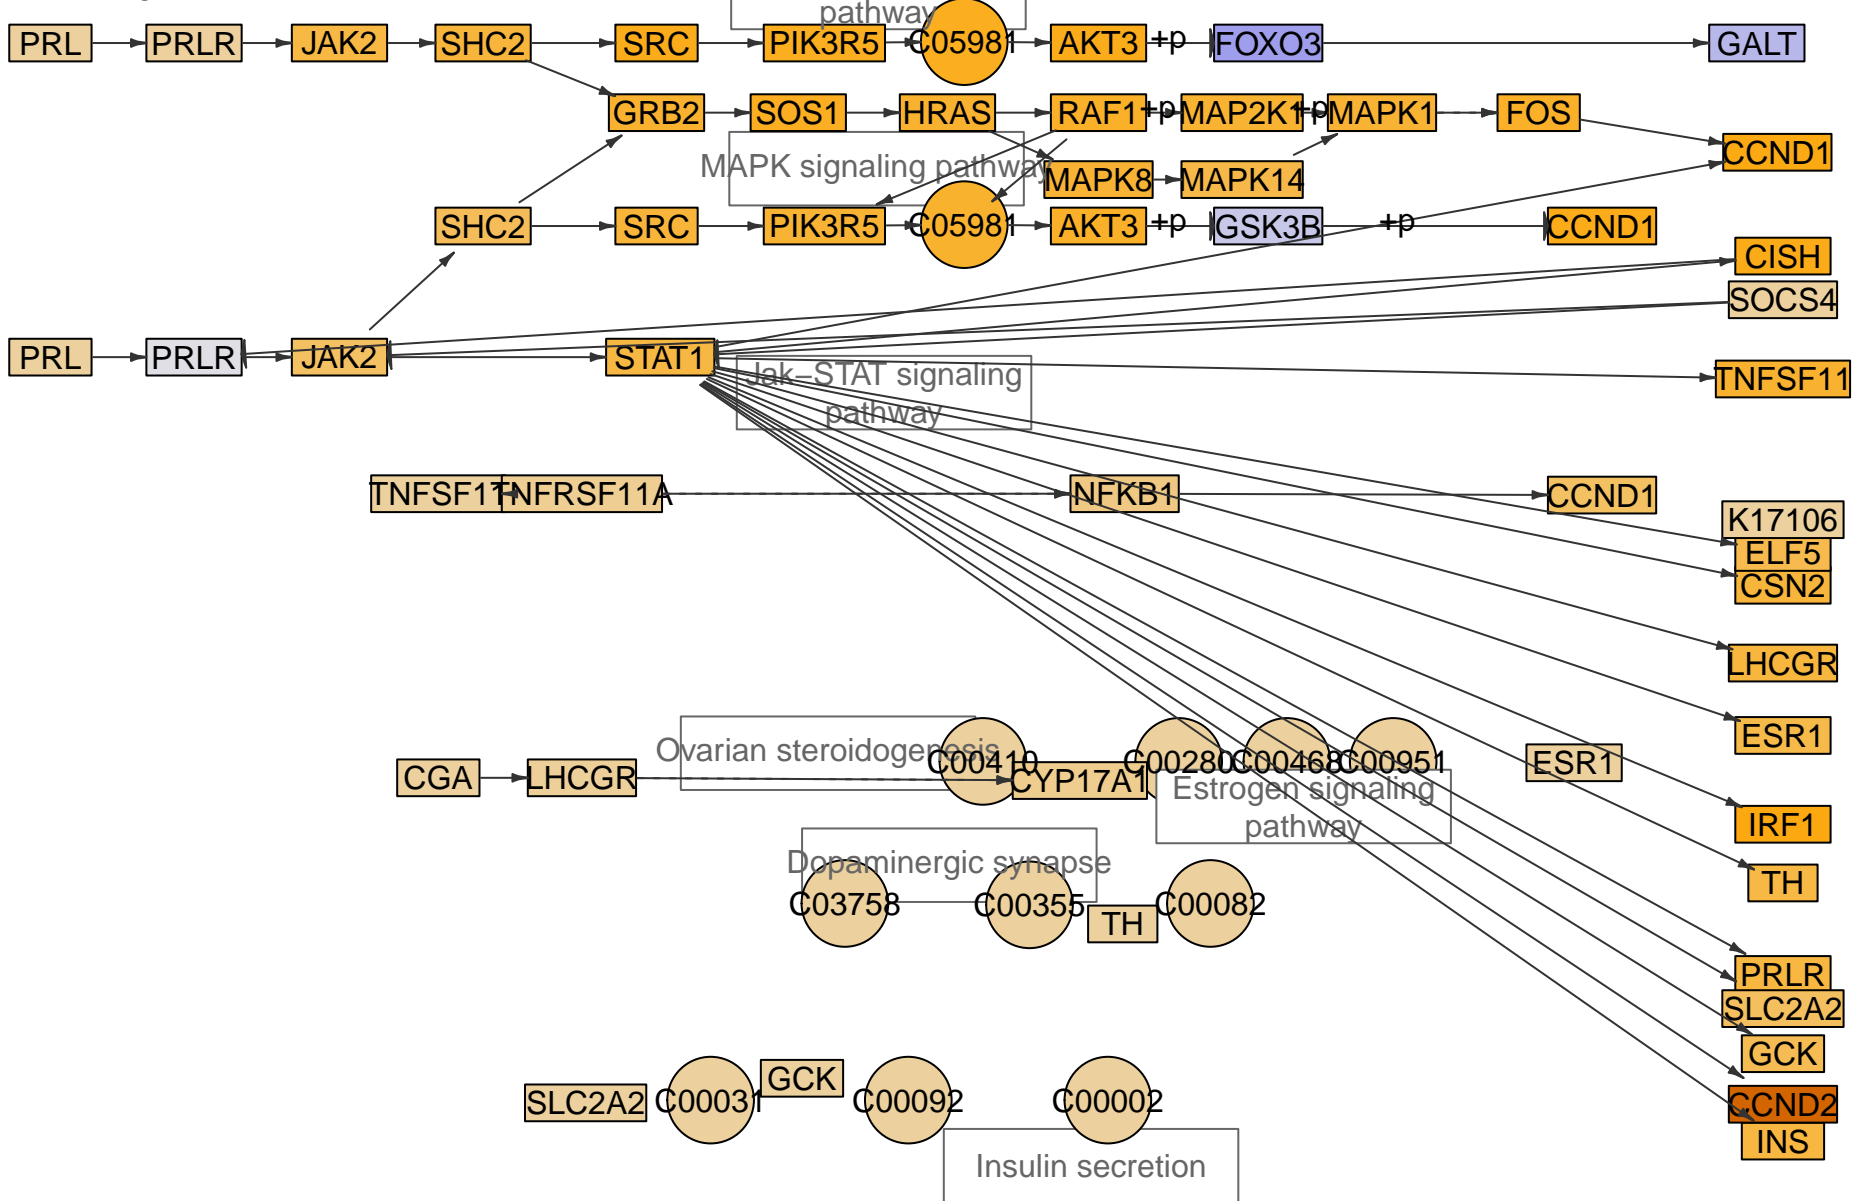 pathway
PRL
PRLR
JAK2
SHC2
SRC
PIK3R5
C05981
AKT3
+p
FOXO3
GALT
GRB2
SOS1
HRAS
RAF1
+p
MAP2K1
+p
MAPK1
FOS
CCND1
MAPK signaling pathway
MAPK8
MAPK14
SHC2
SRC
PIK3R5
C05981
AKT3
+p
GSK3B
+p
CCND1
CISH
SOCS4
PRL
PRLR
JAK2
STAT1
Jak–STAT signaling
pathway
TNFSF11
TNFSF11
TNFRSF11A
NFKB1
CCND1
K17106
ELF5
CSN2
LHCGR
ESR1
Ovarian steroidogenesis
C00410
C00280
C00468
C00951
ESR1
CGA
LHCGR
CYP17A1
Estrogen signaling
pathway
IRF1
Dopaminergic synapse
TH
C03758
C00355
TH
C00082
PRLR
SLC2A2
GCK
GCK
SLC2A2
C00031
C00092
C00002
CCND2
INS
Insulin secretion